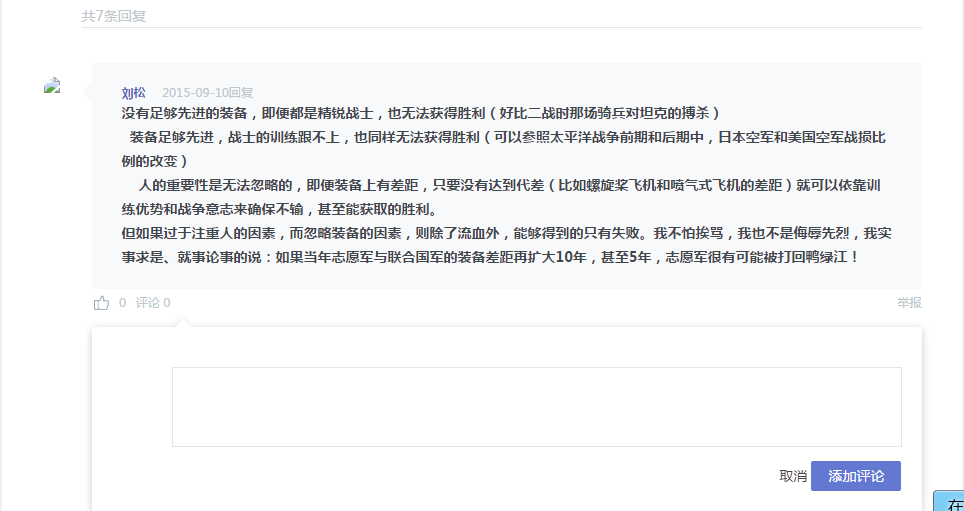 共7条回复
刘松 2015-09-10回复
没有足够先进的装备，即便都是精锐战士，也无法获得胜利（好比二战时那场骑兵对坦克的搏杀）
装备足够先进，战士的训练跟不上，也同样无法获得胜利（可以参照太平洋战争前期和后期中，日本空军和美国空军战损比
例的改变）
人的重要性是无法忽略的，即便装备上有差距，只要没有达到代差（比如螺旋桨飞机和喷气式飞机的差距）就可以依靠训
练优势和战争意志来确保不输，甚至能获取的胜利。
但如果过于注重人的因素，而忽略装备的因素，则除了流血外，能够得到的只有失败。我不怕挨骂，我也不是侮辱先烈，我实
事求是、就事论事的说：如果当年志愿军与联合国军的装备差距再扩大10年，甚至5年，志愿军很有可能被打回鸭绿江！
0 评论 0 举报
取消 添加评论
在